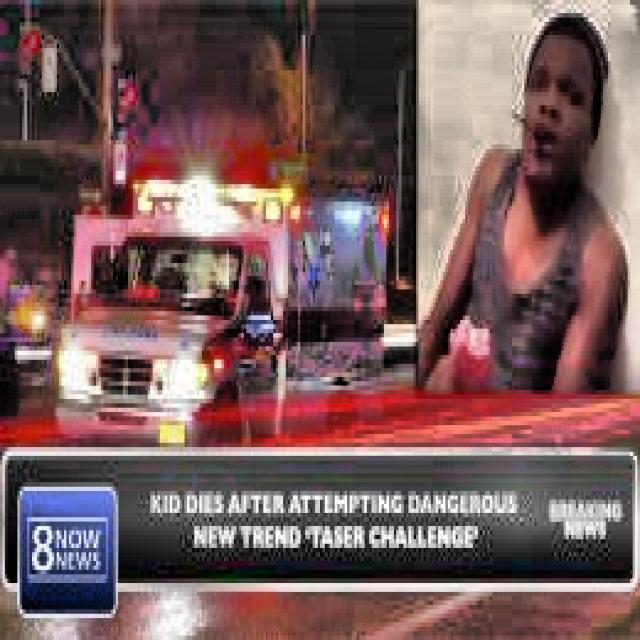 KID DIES AFTER ATTEMPTING DANGEROUS
NEW TREND 'TASER CHALLENGE'
BREAKING
NEWS
8 NOW
NEWS